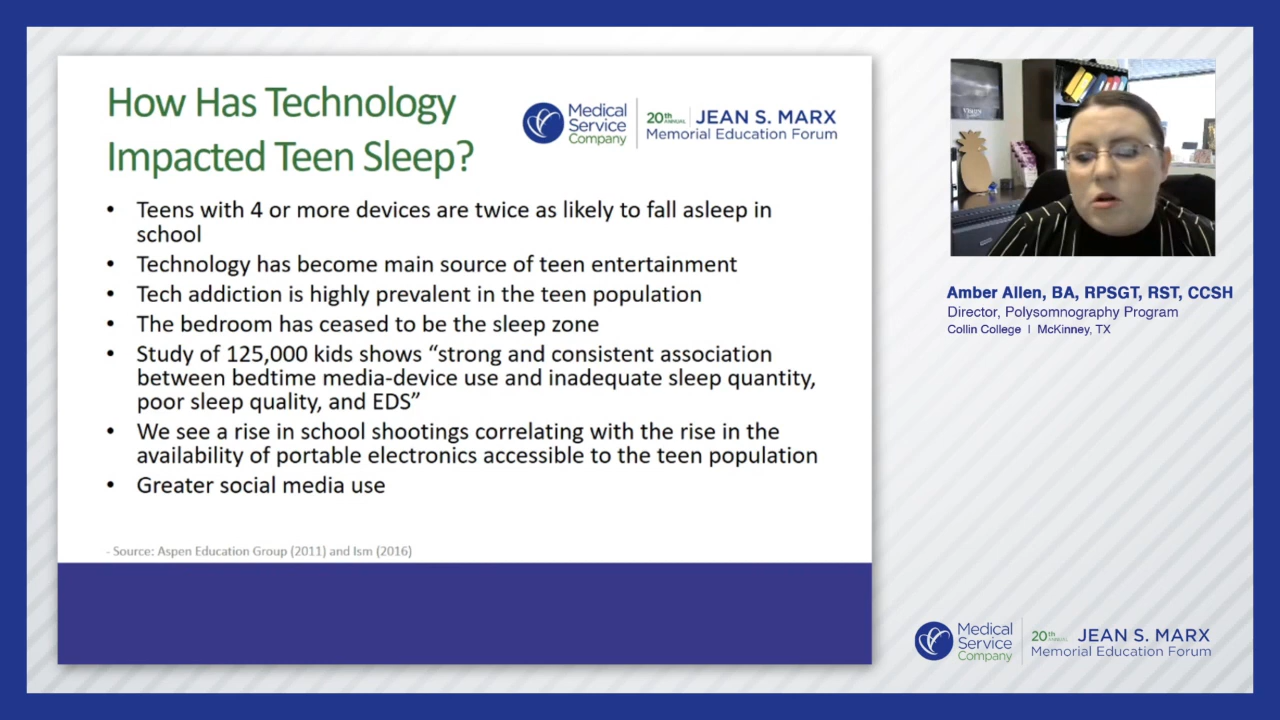 How Has Technology
Impacted Teen Sleep?
Medical
Service
Company
20th ANNUAL
JEAN S. MARX
Memorial Education Forum
• Teens with 4 or more devices are twice as likely to fall asleep in
school
• Technology has become main source of teen entertainment
• Tech addiction is highly prevalent in the teen population
• The bedroom has ceased to be the sleep zone
• Study of 125,000 kids shows “strong and consistent association
between bedtime media-device use and inadequate sleep quantity,
poor sleep quality, and EDS”
• We see a rise in school shootings correlating with the rise in the
availability of portable electronics accessible to the teen population
• Greater social media use
- Source: Aspen Education Group (2011) and Ism (2016)
Amber Allen, BA, RPSGT, RST, CCSH
Director, Polysomnography Program
Collin College | McKinney, TX
Medical
Service
Company
20th ANNUAL
JEAN S. MARX
Memorial Education Forum